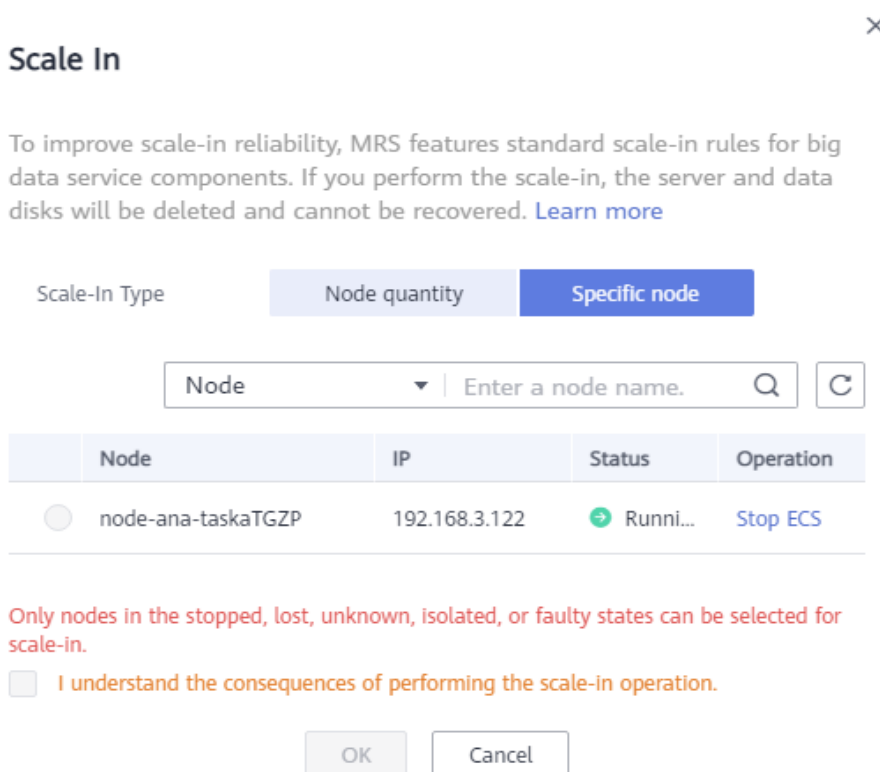 Scale In
To improve scale-in reliability, MRS features standard scale-in rules for big
data service components. If you perform the scale-in, the server and data
disks will be deleted and cannot be recovered. Learn more
Scale-In Type Node quantity Specific node
Node Enter a node name.
Node IP Status Operation
node-ana-taskaTGZP 192.168.3.122 Runni... Stop ECS
Only nodes in the stopped, lost, unknown, isolated, or faulty states can be selected for
scale-in.
I understand the consequences of performing the scale-in operation.
OK Cancel